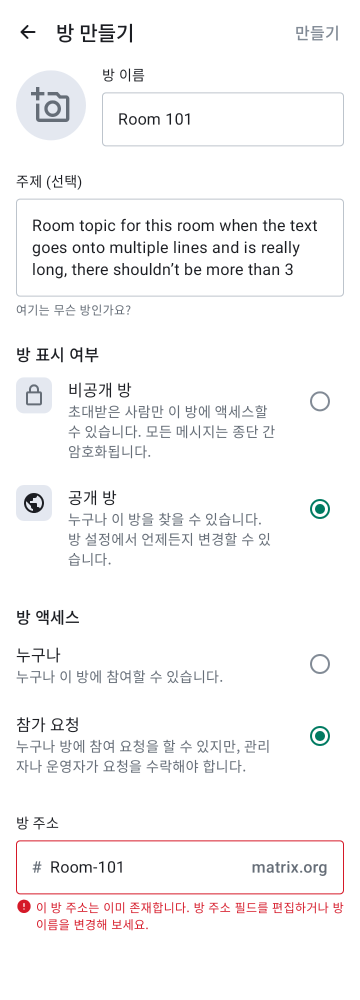 방 만들기
만들기
방 이름
Room 101
주제 (선택)
Room topic for this room when the text
goes onto multiple lines and is really
long, there shouldn’t be more than 3
여기는 무슨 방인가요?
방 표시 여부
비공개 방
초대받은 사람만 이 방에 액세스할
수 있습니다. 모든 메시지는 종단 간
암호화됩니다.
공개 방
누구나 이 방을 찾을 수 있습니다.
방 설정에서 언제든지 변경할 수 있
습니다.
방 액세스
누구나
누구나 이 방에 참여할 수 있습니다.
참가 요청
누구나 방에 참여 요청을 할 수 있지만, 관리
자나 운영자가 요청을 수락해야 합니다.
방 주소
# Room-101 matrix.org
이 방 주소는 이미 존재합니다. 방 주소 필드를 편집하거나 방
이름을 변경해 보세요.